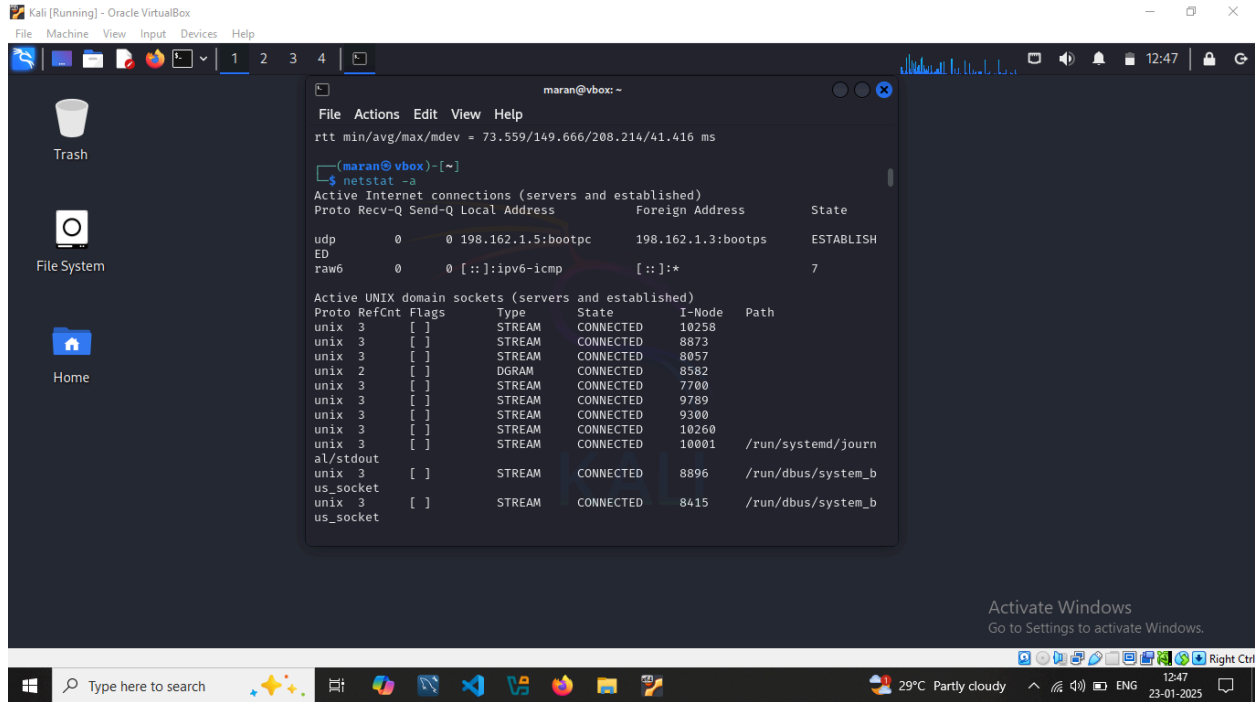 Kali [Running] - Oracle VirtualBox
File Machine View Input Devices Help
1 2 3 4
12:47
Trash
File System
Home
maran@vbox: ~
File Actions Edit View Help
rtt min/avg/max/mdev = 73.559/149.666/208.214/41.416 ms
┌──(maran㉿vbox)-[~]
└─$ netstat -a
Active Internet connections (servers and established)
Proto Recv-Q Send-Q Local Address Foreign Address State
udp 0 0 198.162.1.5:bootpc 198.162.1.3:bootps ESTABLISH
ED
raw6 0 0 [::]:ipv6-icmp [::]:* 7
Active UNIX domain sockets (servers and established)
Proto RefCnt Flags Type State I-Node Path
unix 3 [ ] STREAM CONNECTED 10258
unix 3 [ ] STREAM CONNECTED 8873
unix 3 [ ] STREAM CONNECTED 8057
unix 2 [ ] DGRAM CONNECTED 8582
unix 3 [ ] STREAM CONNECTED 7700
unix 3 [ ] STREAM CONNECTED 9789
unix 3 [ ] STREAM CONNECTED 9300
unix 3 [ ] STREAM CONNECTED 10260
unix 3 [ ] STREAM CONNECTED 10001 /run/systemd/journ
al/stdout
unix 3 [ ] STREAM CONNECTED 8896 /run/dbus/system_b
us_socket
unix 3 [ ] STREAM CONNECTED 8415 /run/dbus/system_b
us_socket
KALI
Activate Windows
Go to Settings to activate Windows.
Right Ctrl
Type here to search
29°C Partly cloudy
ENG
12:47
23-01-2025